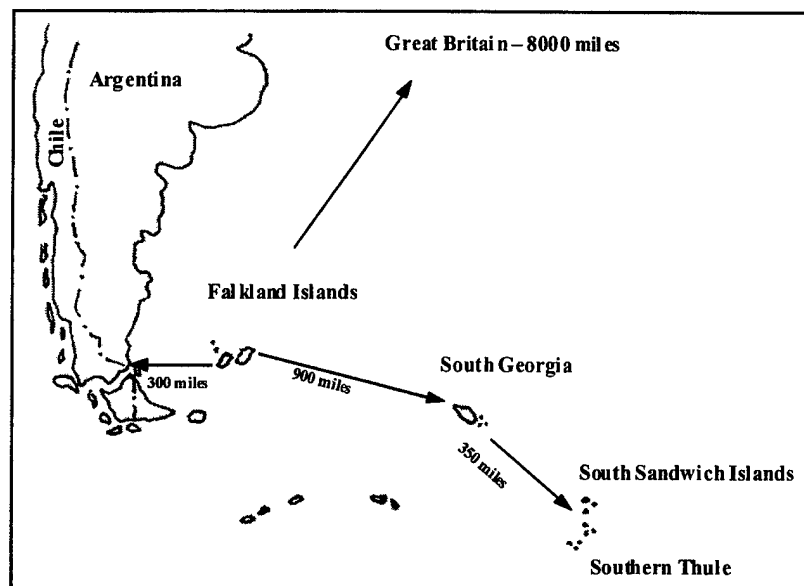 Great Britain – 8000 miles
Argentina
Chile
Falkland Islands
300 miles
900 miles
South Georgia
350 miles
South Sandwich Islands
Southern Thule